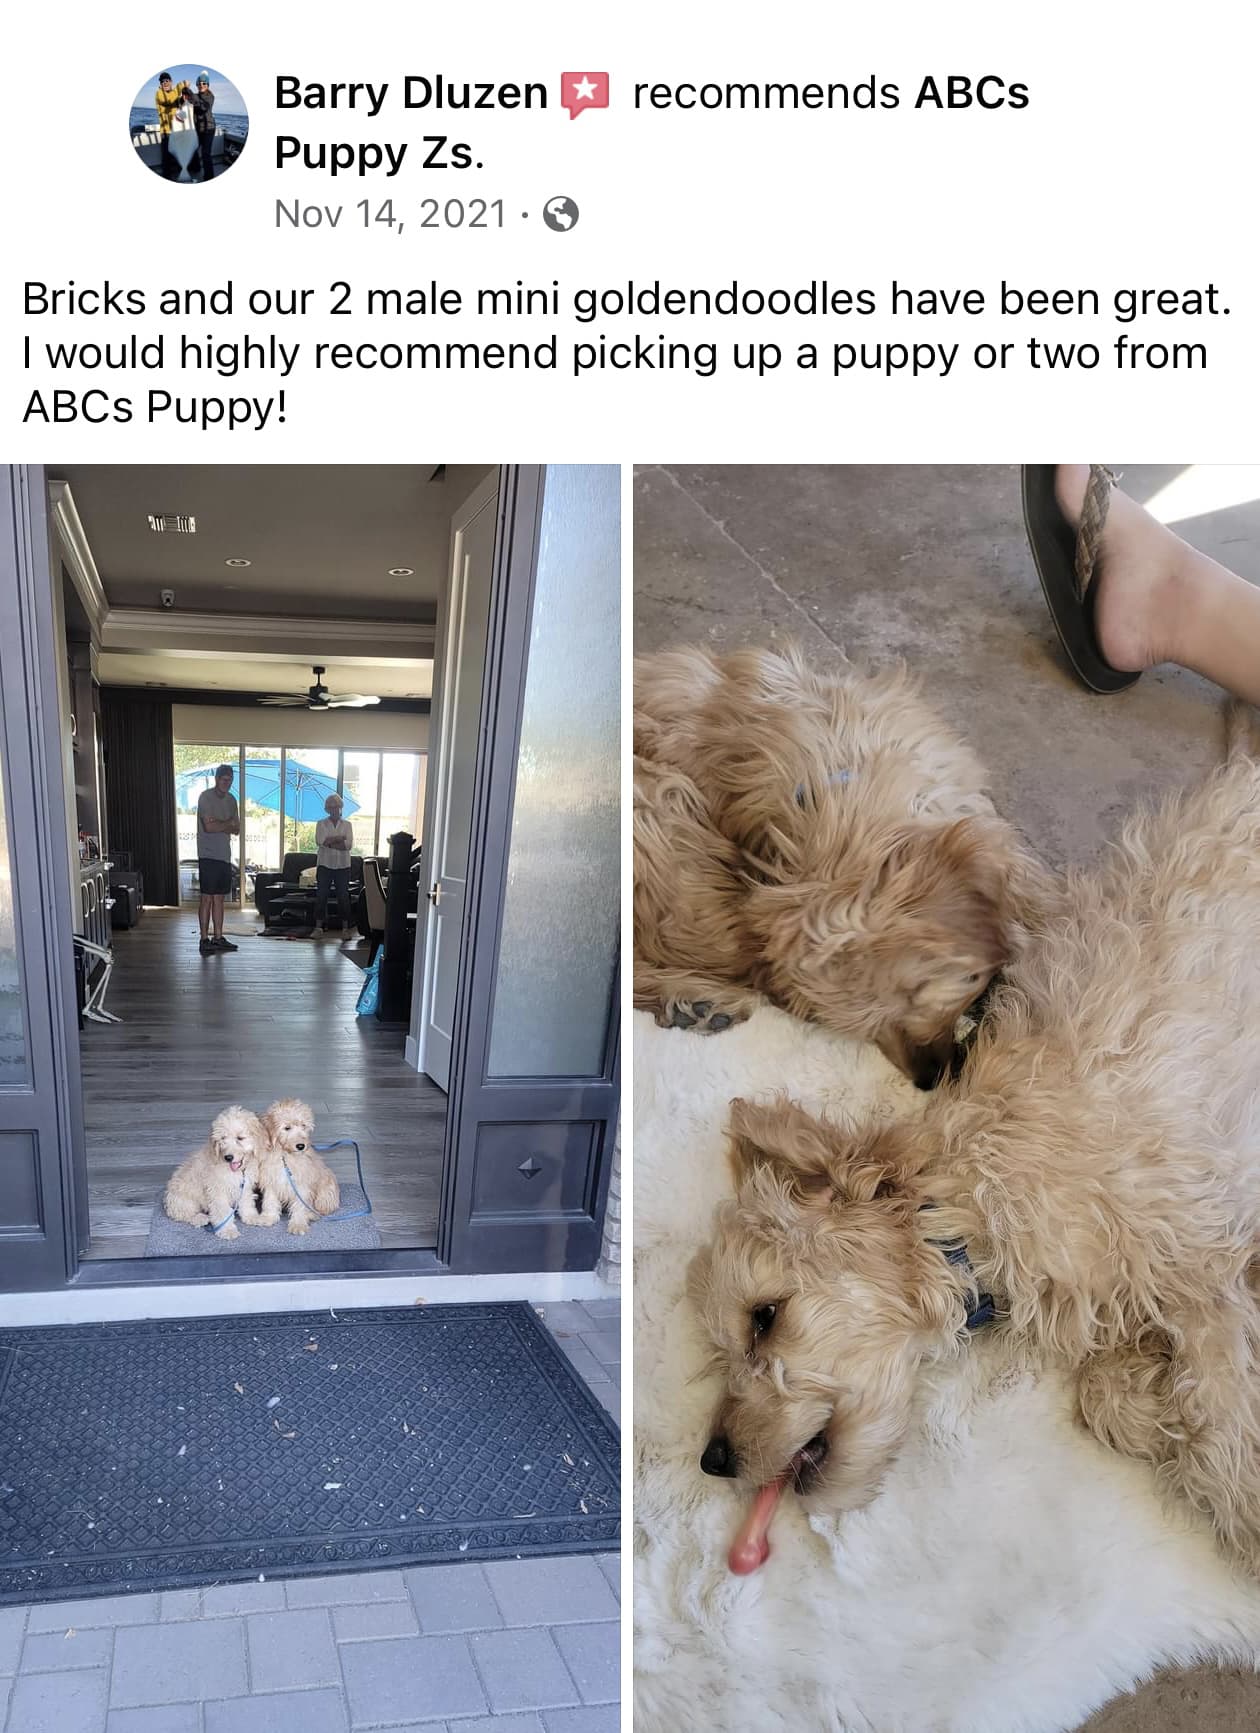 Barry Dluzen recommends ABCs
Puppy Zs.
Nov 14, 2021 ·
Bricks and our 2 male mini goldendoodles have been great.
I would highly recommend picking up a puppy or two from
ABCs Puppy!